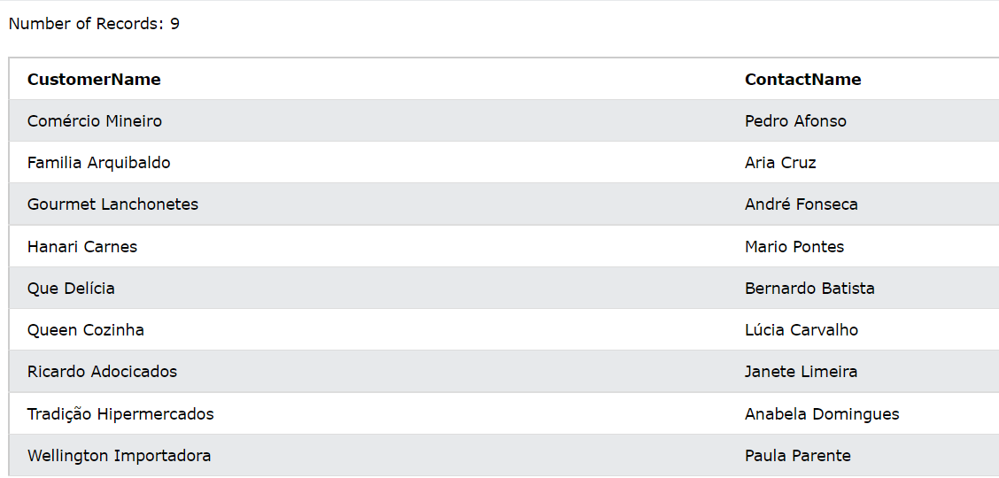 Number of Records: 9
CustomerName ContactName
Comércio Mineiro Pedro Afonso
Familia Arquibaldo Aria Cruz
Gourmet Lanchonetes André Fonseca
Hanari Carnes Mario Pontes
Que Delícia Bernardo Batista
Queen Cozinha Lúcia Carvalho
Ricardo Adocicados Janete Limeira
Tradição Hipermercados Anabela Domingues
Wellington Importadora Paula Parente